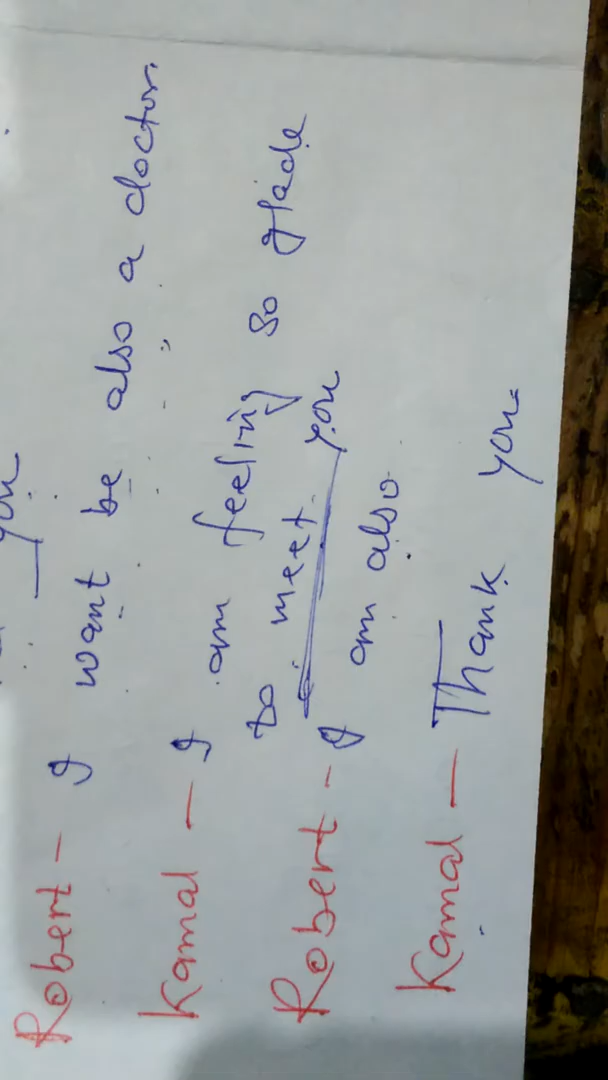 you
Robert - I want be also a doctor.
Kamal - I am feeling so glade
to meet you
Robert - I am also
Kamal - Thank you